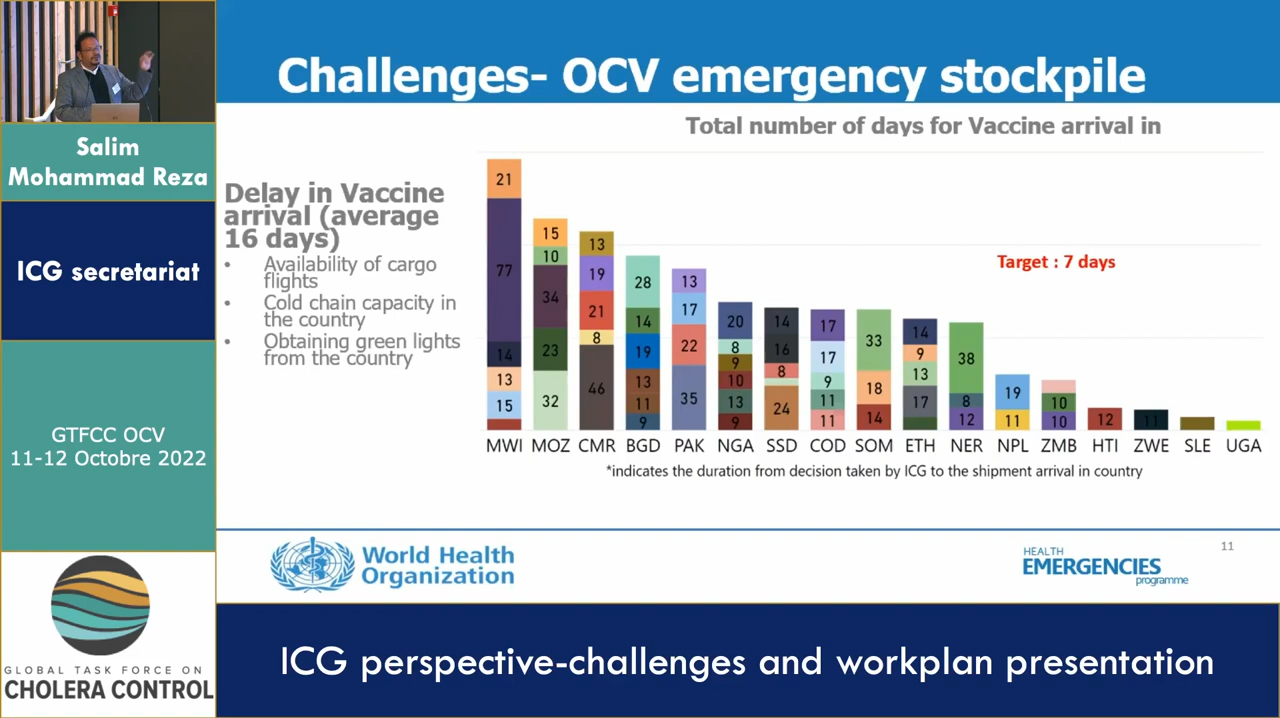 Challenges- OCV emergency stockpile
Salim
Mohammad Reza
ICG secretariat
GTFCC OCV
11-12 Octobre 2022
GLOBAL TASK FORCE ON
CHOLERA CONTROL
Delay in Vaccine
arrival (average
16 days)
• Availability of cargo
flights
• Cold chain capacity in
the country
• Obtaining green lights
from the country
Total number of days for Vaccine arrival in
Target : 7 days
21
77
14
13
15
15
10
34
23
32
13
19
21
8
46
28
14
19
13
11
9
13
17
22
35
20
8
9
10
13
9
14
16
8
24
17
17
9
11
11
33
18
14
14
9
13
17
38
8
12
19
11
10
10
12
11
MWI MOZ CMR BGD PAK NGA SSD COD SOM ETH NER NPL ZMB HTI ZWE SLE UGA
*indicates the duration from decision taken by ICG to the shipment arrival in country
World Health
Organization
11
HEALTH
EMERGENCIES
programme
ICG perspective-challenges and workplan presentation